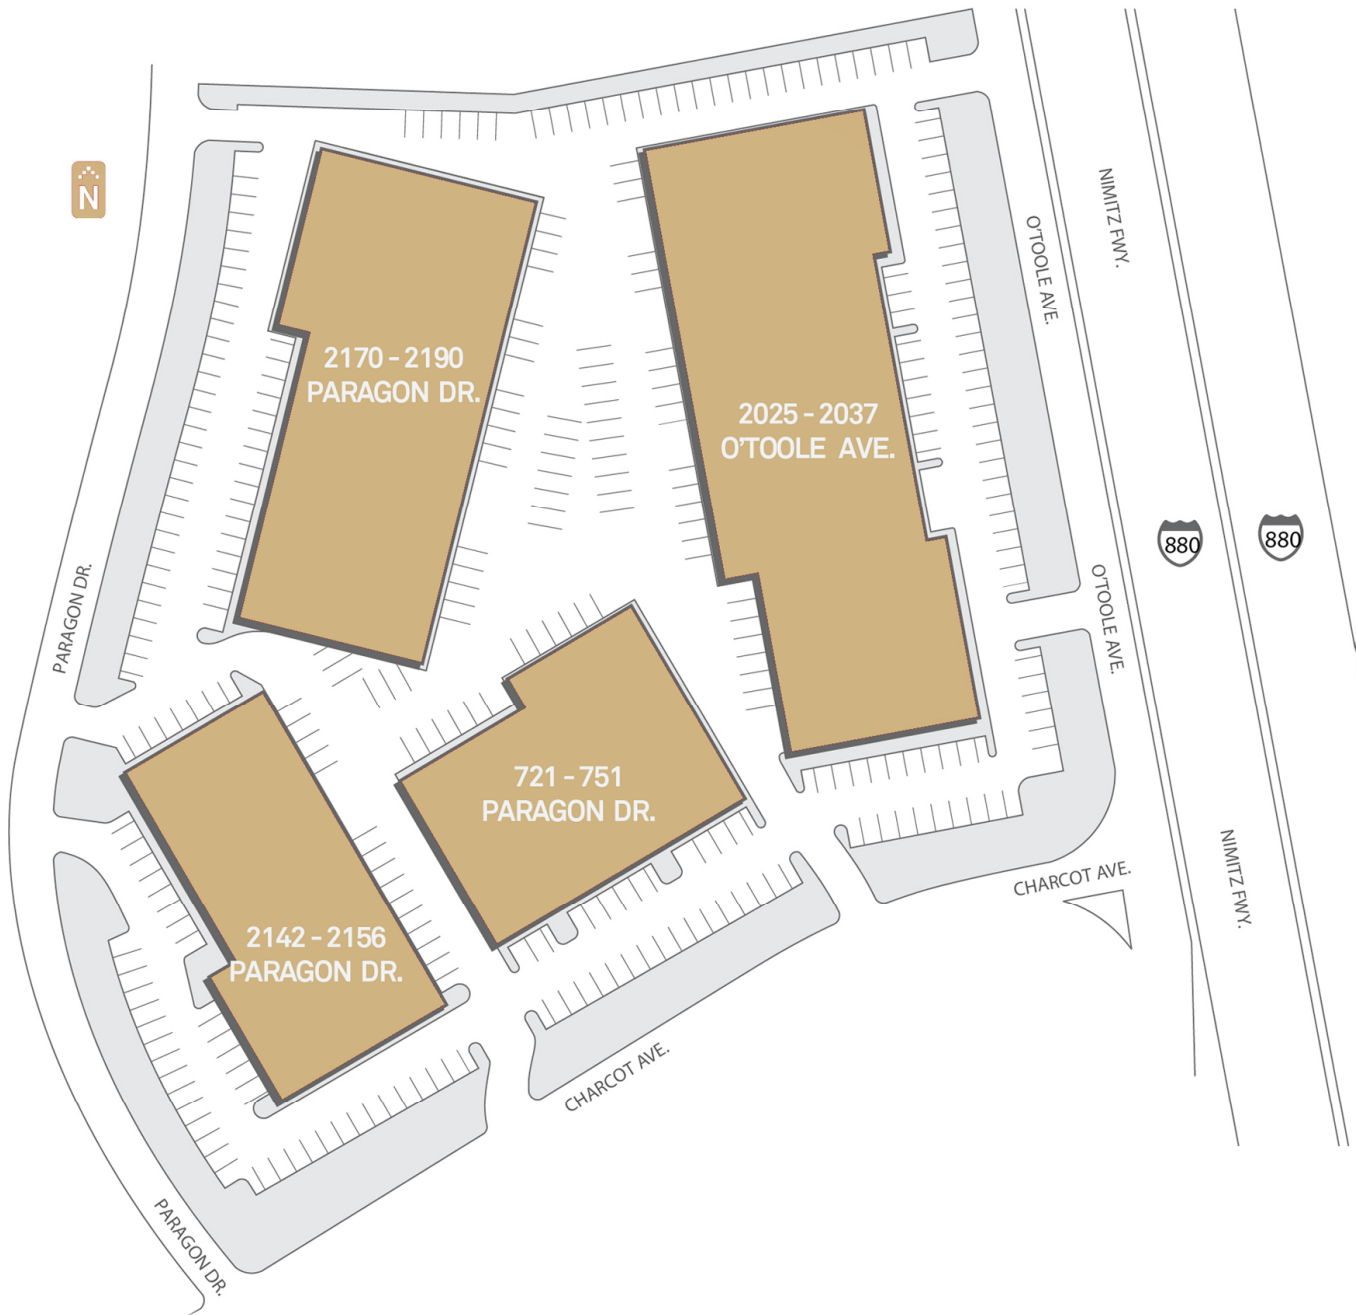 N
NIMITZ FWY.
O'TOOLE AVE.
2170 - 2190
PARAGON DR.
2025 - 2037
O'TOOLE AVE.
880
880
PARAGON DR.
O'TOOLE AVE.
721 - 751
PARAGON DR.
NIMITZ FWY.
CHARCOT AVE.
2142 - 2156
PARAGON DR.
CHARCOT AVE.
PARAGON DR.